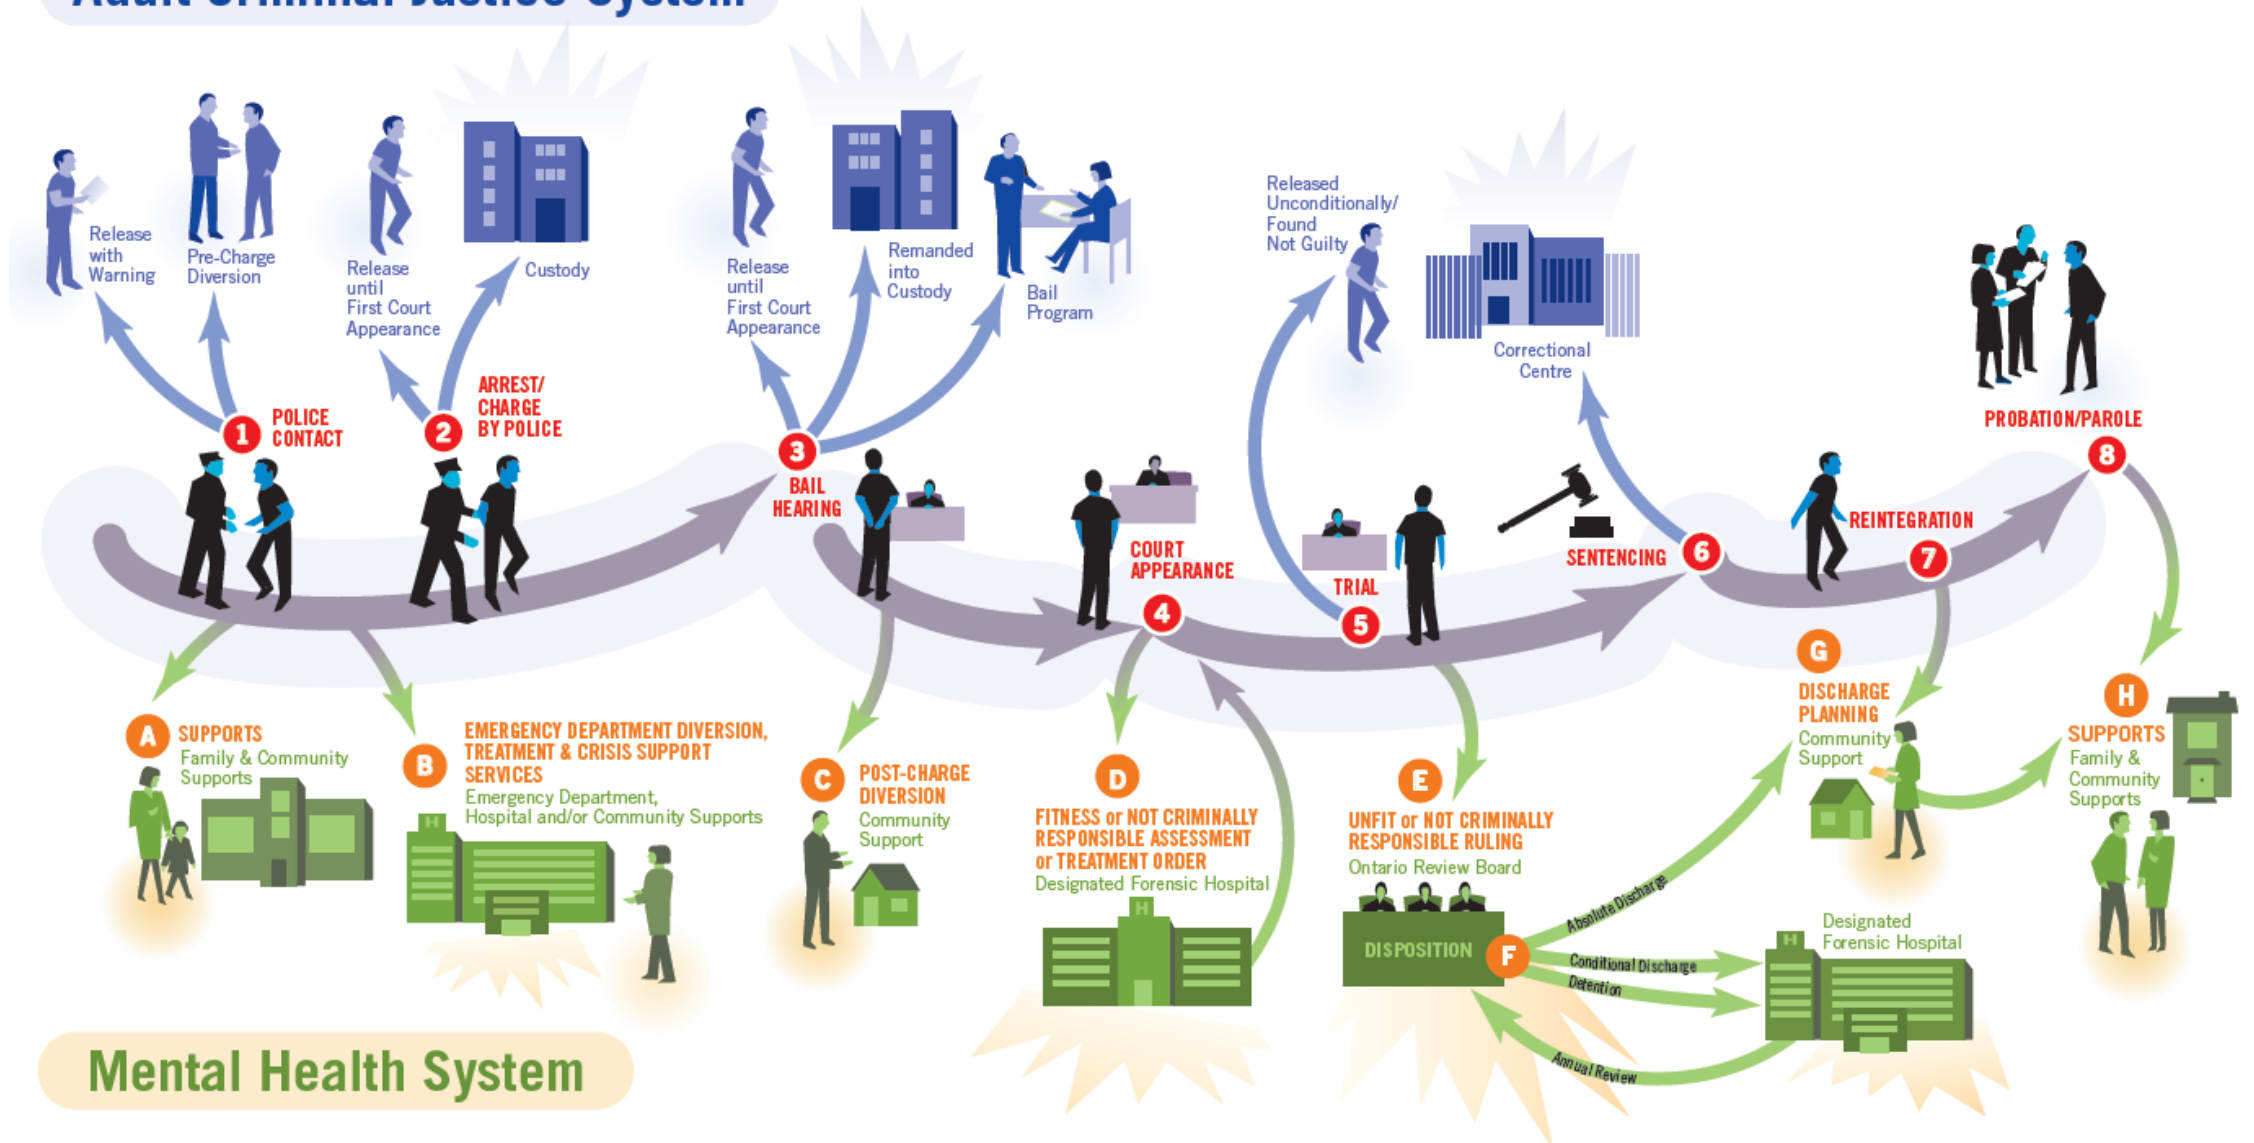 Adult Criminal Justice System
Release
with
Warning
Pre-Charge
Diversion
Release
until
First Court
Appearance
Custody
Release
until
First Court
Appearance
Remanded
into
Custody
Bail
Program
Released
Unconditionally/
Found
Not Guilty
Correctional
Centre
1
POLICE
CONTACT
2
ARREST/
CHARGE
BY POLICE
3
BAIL
HEARING
4
COURT
APPEARANCE
5
TRIAL
6
SENTENCING
7
REINTEGRATION
8
PROBATION/PAROLE
A
SUPPORTS
Family & Community
Supports
B
EMERGENCY DEPARTMENT DIVERSION,
TREATMENT & CRISIS SUPPORT
SERVICES
Emergency Department,
Hospital and/or Community Supports
H
C
POST-CHARGE
DIVERSION
Community
Support
D
FITNESS or NOT CRIMINALLY
RESPONSIBLE ASSESSMENT
or TREATMENT ORDER
Designated Forensic Hospital
H
E
UNFIT or NOT CRIMINALLY
RESPONSIBLE RULING
Ontario Review Board
DISPOSITION
F
Absolute Discharge
Conditional Discharge
Detention
Annual Review
Designated
Forensic Hospital
H
G
DISCHARGE
PLANNING
Community
Support
H
SUPPORTS
Family &
Community
Supports
Mental Health System